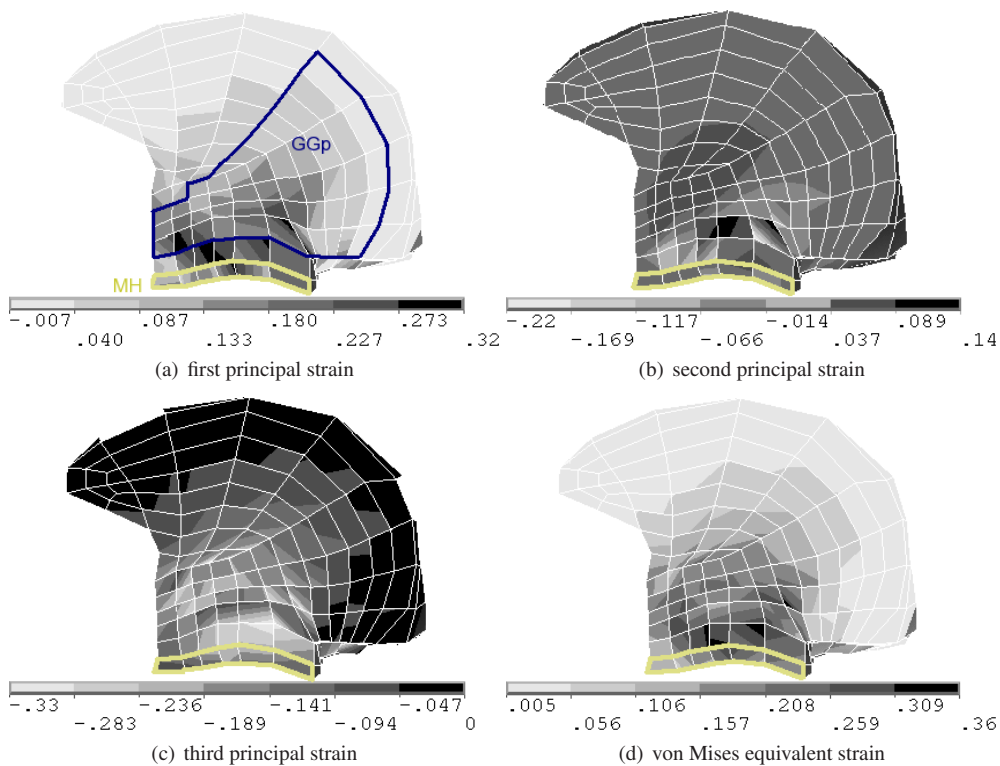 GGp
MH
-.007 .087 .180 .273
.040 .133 .227 .32
(a) first principal strain
-.22 -.117 -.014 .089
-.169 -.066 .037 .14
(b) second principal strain
-.33 -.236 -.141 -.047
-.283 -.189 -.094 0
(c) third principal strain
.005 .106 .208 .309
.056 .157 .259 .36
(d) von Mises equivalent strain